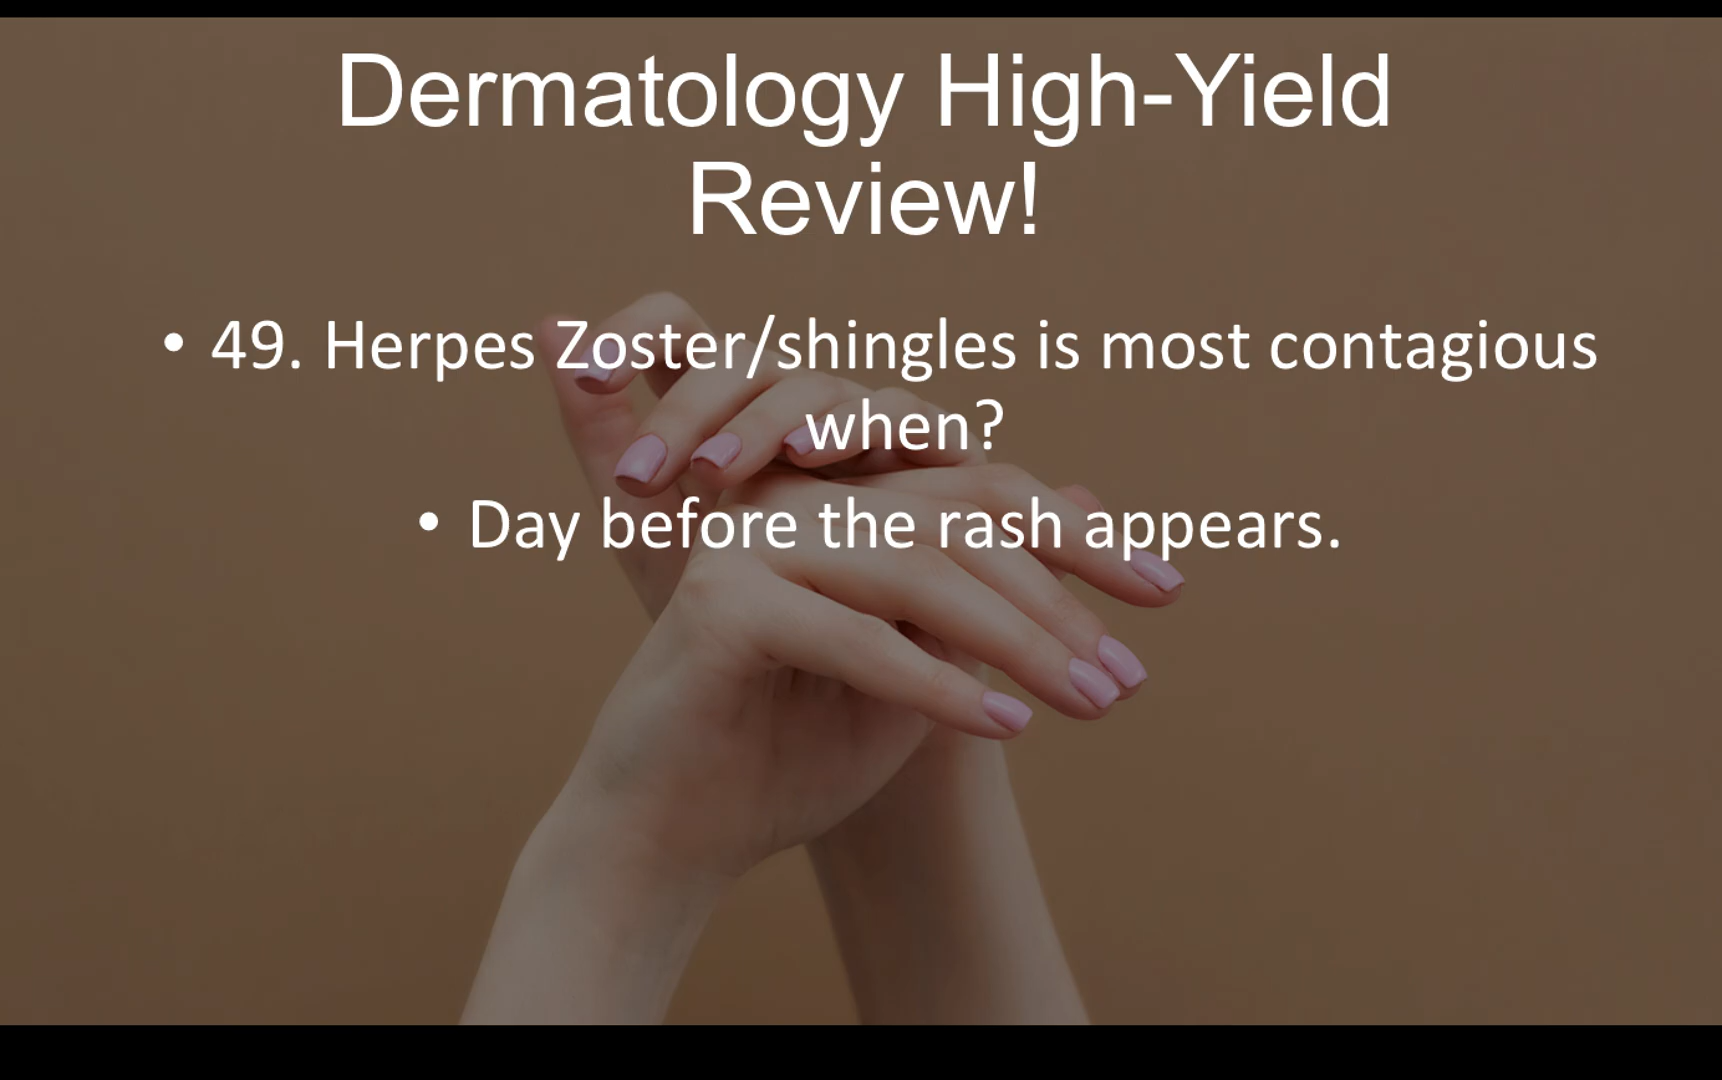 Dermatology High-Yield
Review!
• 49. Herpes Zoster/shingles is most contagious
when?
• Day before the rash appears.